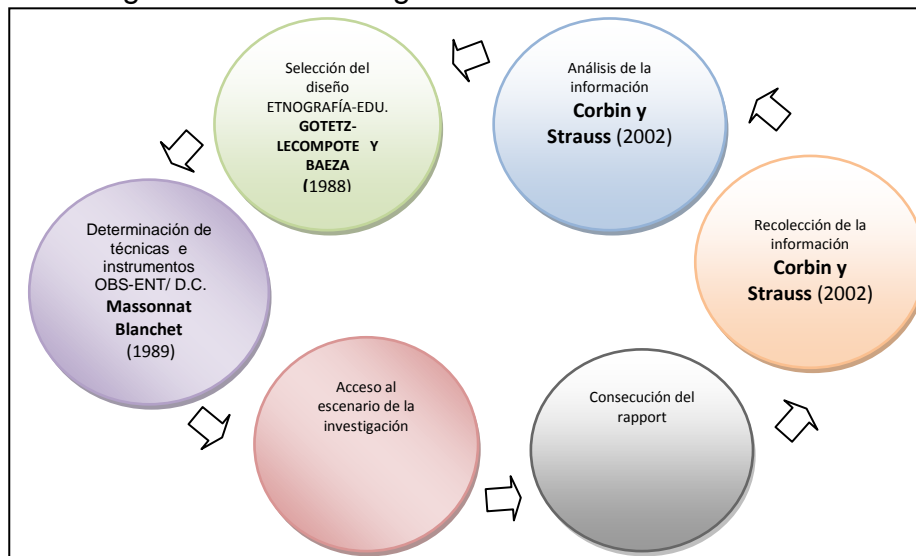 Selección del
diseño
ETNOGRAFÍA-EDU.
GOTETZ-
LECOMPOTE Y
BAEZA
(1988)
Análisis de la
información
Corbin y
Strauss (2002)
Determinación de
técnicas e
instrumentos
OBS-ENT/ D.C.
Massonnat
Blanchet
(1989)
Recolección de la
información
Corbin y
Strauss (2002)
Acceso al
escenario de la
investigación
Consecución del
rapport